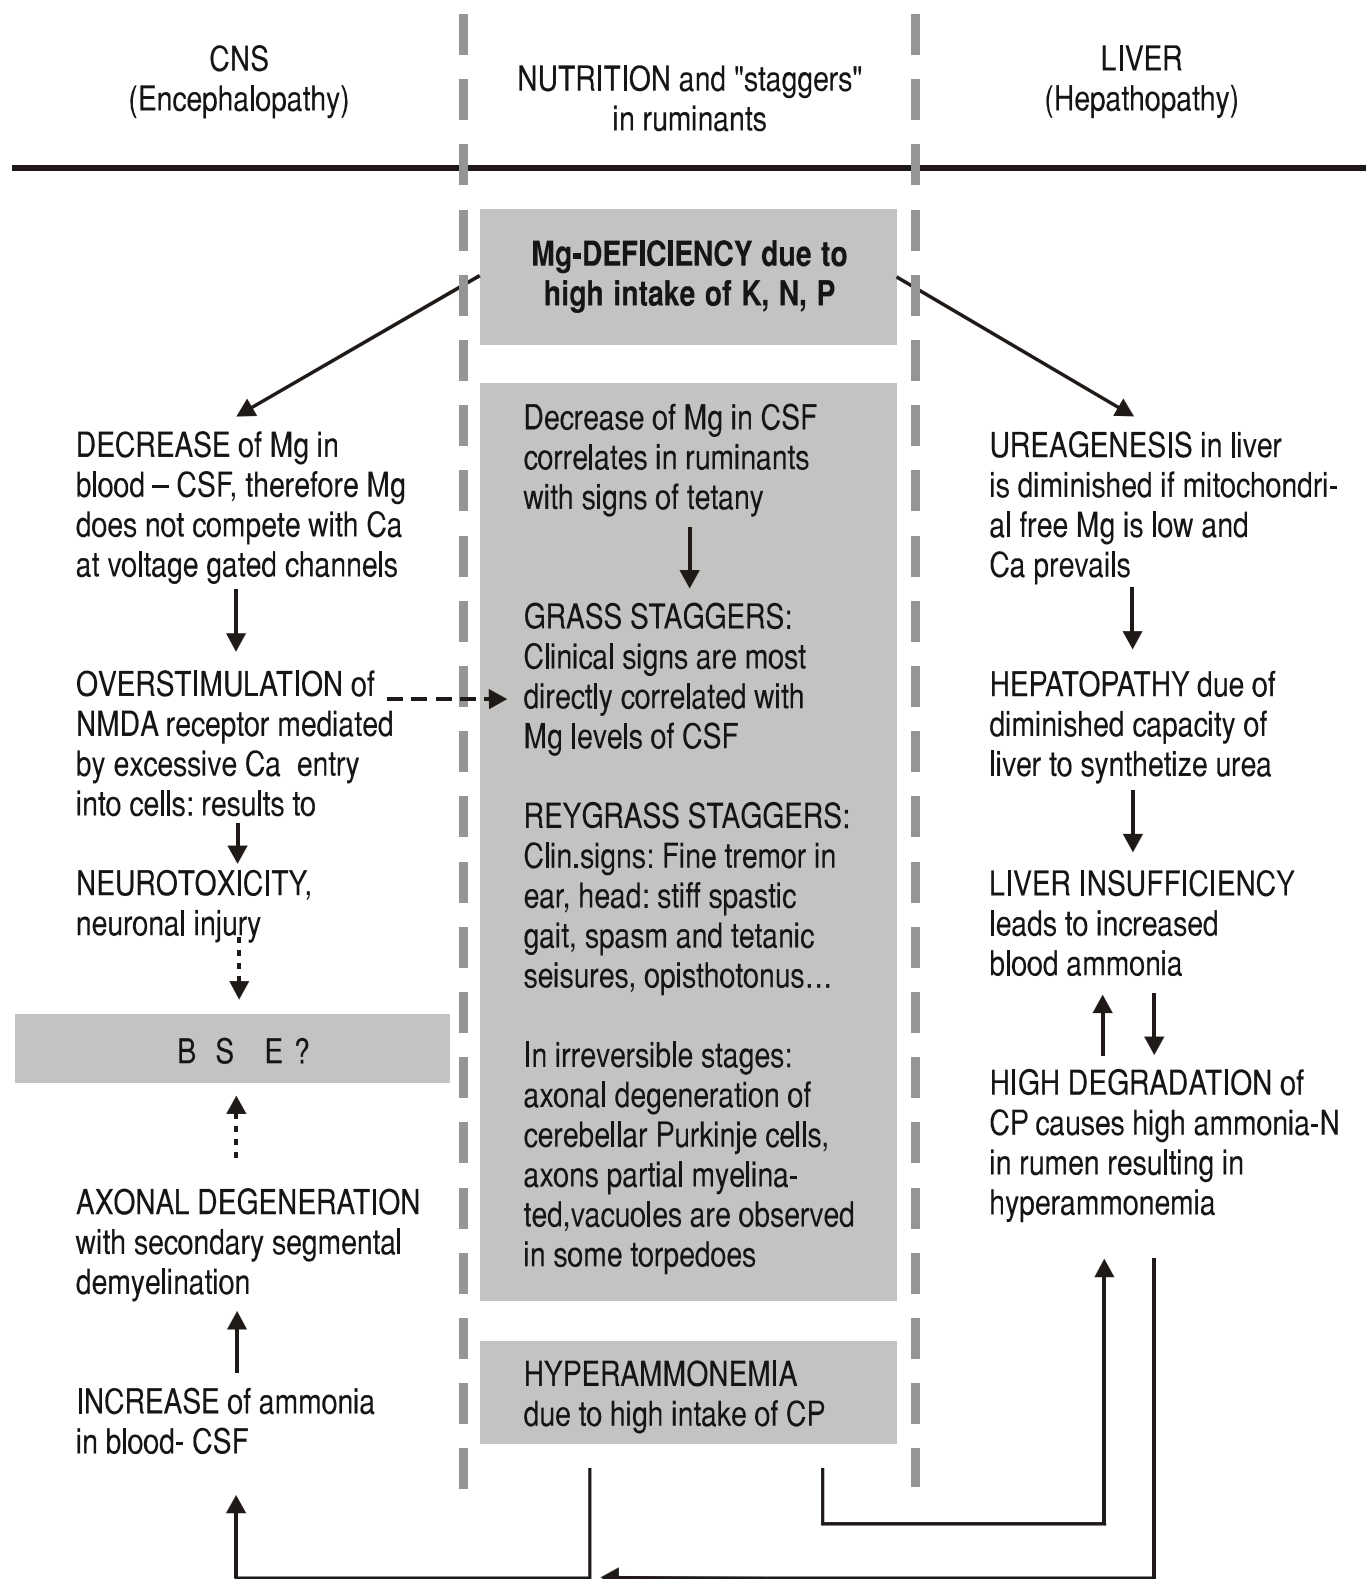 CNS
(Encephalopathy)
NUTRITION and "staggers"
in ruminants
LIVER
(Hepathopathy)
Mg-DEFICIENCY due to
high intake of K, N, P
DECREASE of Mg in
blood – CSF, therefore Mg
does not compete with Ca
at voltage gated channels
OVERSTIMULATION of
NMDA receptor mediated
by excessive Ca entry
into cells: results to
NEUROTOXICITY,
neuronal injury
B S E ?
AXONAL DEGENERATION
with secondary segmental
demyelination
INCREASE of ammonia
in blood- CSF
Decrease of Mg in CSF
correlates in ruminants
with signs of tetany
GRASS STAGGERS:
Clinical signs are most
directly correlated with
Mg levels of CSF
REYGRASS STAGGERS:
Clin.signs: Fine tremor in
ear, head: stiff spastic
gait, spasm and tetanic
seisures, opisthotonus...
In irreversible stages:
axonal degeneration of
cerebellar Purkinje cells,
axons partial myelina-
ted,vacuoles are observed
in some torpedoes
HYPERAMMONEMIA
due to high intake of CP
UREAGENESIS in liver
is diminished if mitochondri-
al free Mg is low and
Ca prevails
HEPATOPATHY due of
diminished capacity of
liver to synthetize urea
LIVER INSUFFICIENCY
leads to increased
blood ammonia
HIGH DEGRADATION of
CP causes high ammonia-N
in rumen resulting in
hyperammonemia